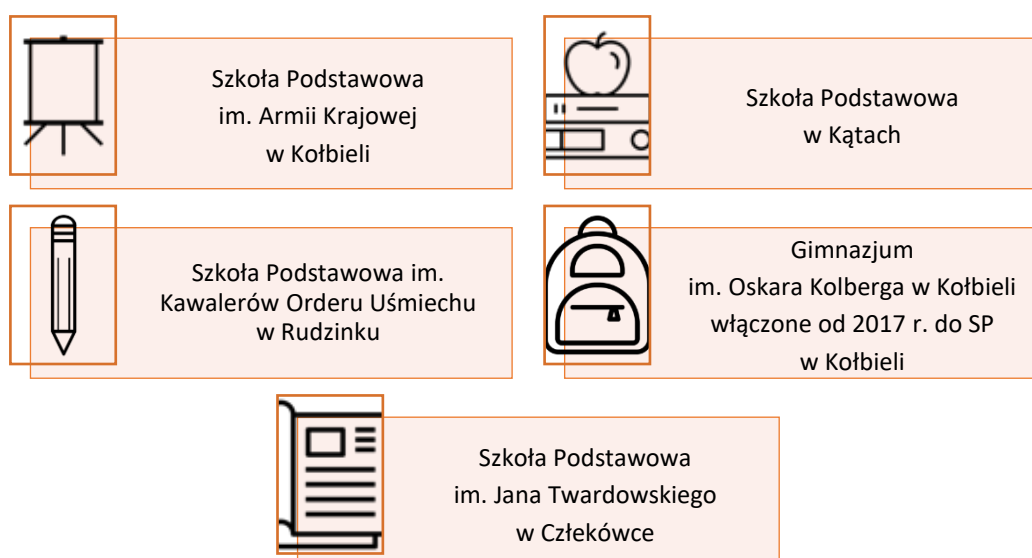 Szkoła Podstawowa
im. Armii Krajowej
w Kołbieli
Szkoła Podstawowa
w Kątach
Szkoła Podstawowa im.
Kawalerów Orderu Uśmiechu
w Rudzinku
Gimnazjum
im. Oskara Kolberga w Kołbieli
włączone od 2017 r. do SP
w Kołbieli
Szkoła Podstawowa
im. Jana Twardowskiego
w Człekówce